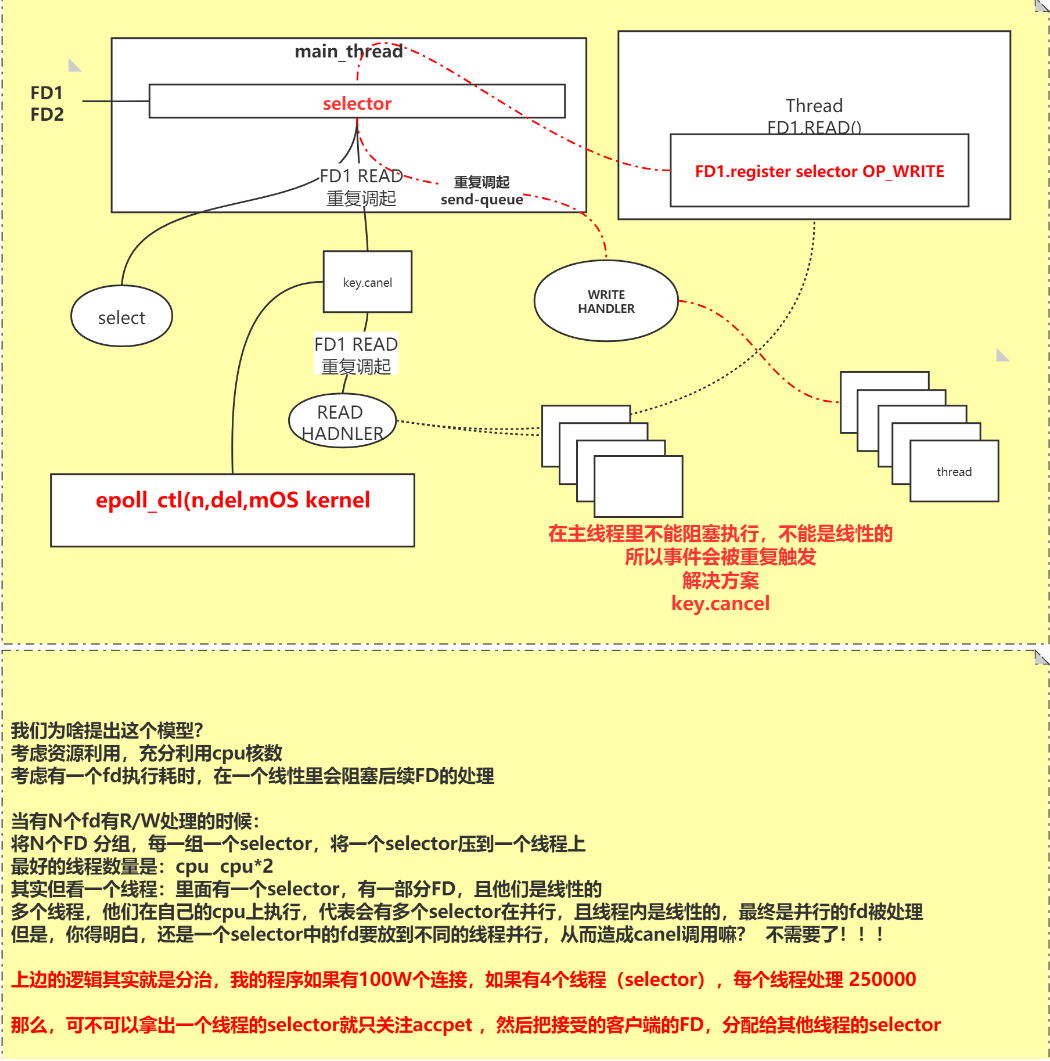 main_thread
FD1
FD2
selector
FD1 READ
重复调起
重复调起
send-queue
Thread
FD1.READ()
FD1.register selector OP_WRITE
select
key.canel
WRITE
HANDLER
FD1 READ
重复调起
READ
HADNLER
thread
epoll_ctl(n,del,mOS kernel
在主线程里不能阻塞执行，不能是线性的
所以事件会被重复触发
解决方案
key.cancel
我们为啥提出这个模型？
考虑资源利用，充分利用cpu核数
考虑有一个fd执行耗时，在一个线性里会阻塞后续FD的处理
当有N个fd有R/W处理的时候：
将N个FD 分组，每一组一个selector，将一个selector压到一个线程上
最好的线程数量是：cpu  cpu*2
其实但看一个线程：里面有一个selector，有一部分FD，且他们是线性的
多个线程，他们在自己的cpu上执行，代表会有多个selector在并行，且线程内是线性的，最终是并行的fd被处理
但是，你得明白，还是一个selector中的fd要放到不同的线程并行，从而造成canel调用嘛？  不需要了！！！
上边的逻辑其实就是分治，我的程序如果有100W个连接，如果有4个线程（selector），每个线程处理 250000
那么，可不可以拿出一个线程的selector就只关注accpet ，然后把接受的客户端的FD，分配给其他线程的selector